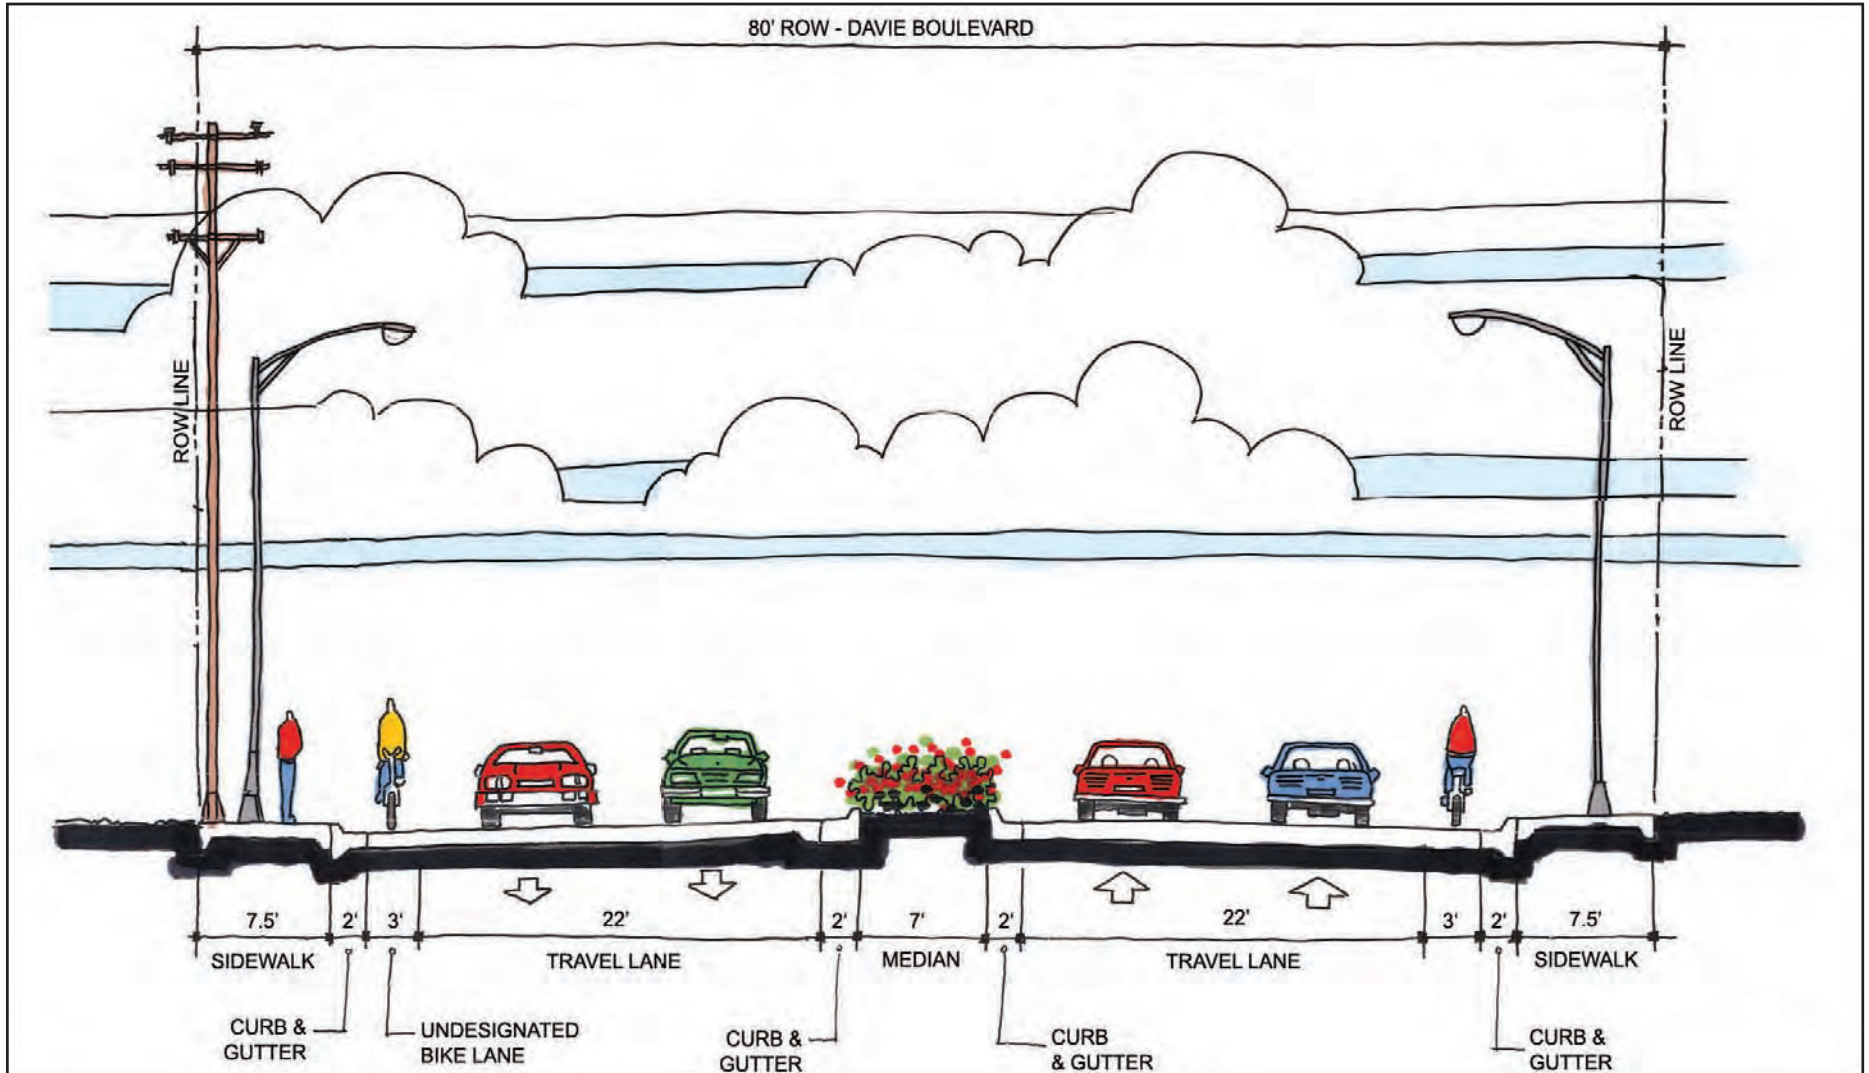 80' ROW - DAVIE BOULEVARD
ROW LINE
ROW LINE
7.5' 2' 3' 22' 2' 7' 2' 22' 3' 2' 7.5'
SIDEWALK TRAVEL LANE MEDIAN TRAVEL LANE SIDEWALK
CURB &
GUTTER
UNDESIGNATED
BIKE LANE
CURB &
GUTTER
CURB
& GUTTER
CURB &
GUTTER